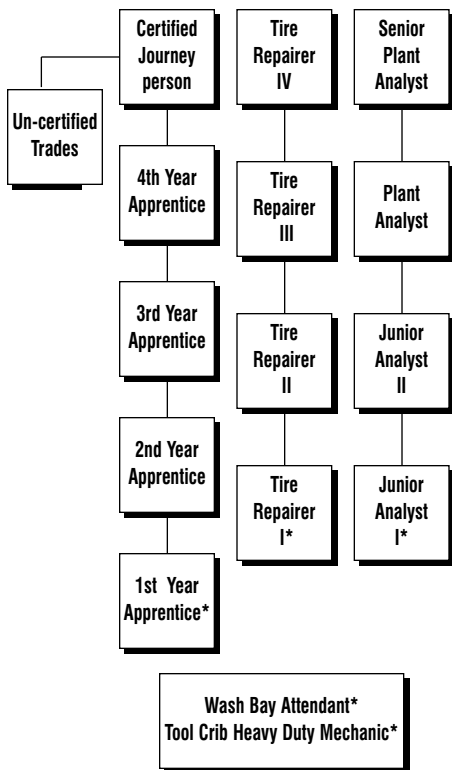 Certified
Journey
person
Tire
Repairer
IV
Senior
Plant
Analyst
Un-certified
Trades
4th Year
Apprentice
Tire
Repairer
III
Plant
Analyst
3rd Year
Apprentice
Tire
Repairer
II
Junior
Analyst
II
2nd Year
Apprentice
Tire
Repairer
I*
Junior
Analyst
I*
1st Year
Apprentice*
Wash Bay Attendant*
Tool Crib Heavy Duty Mechanic*